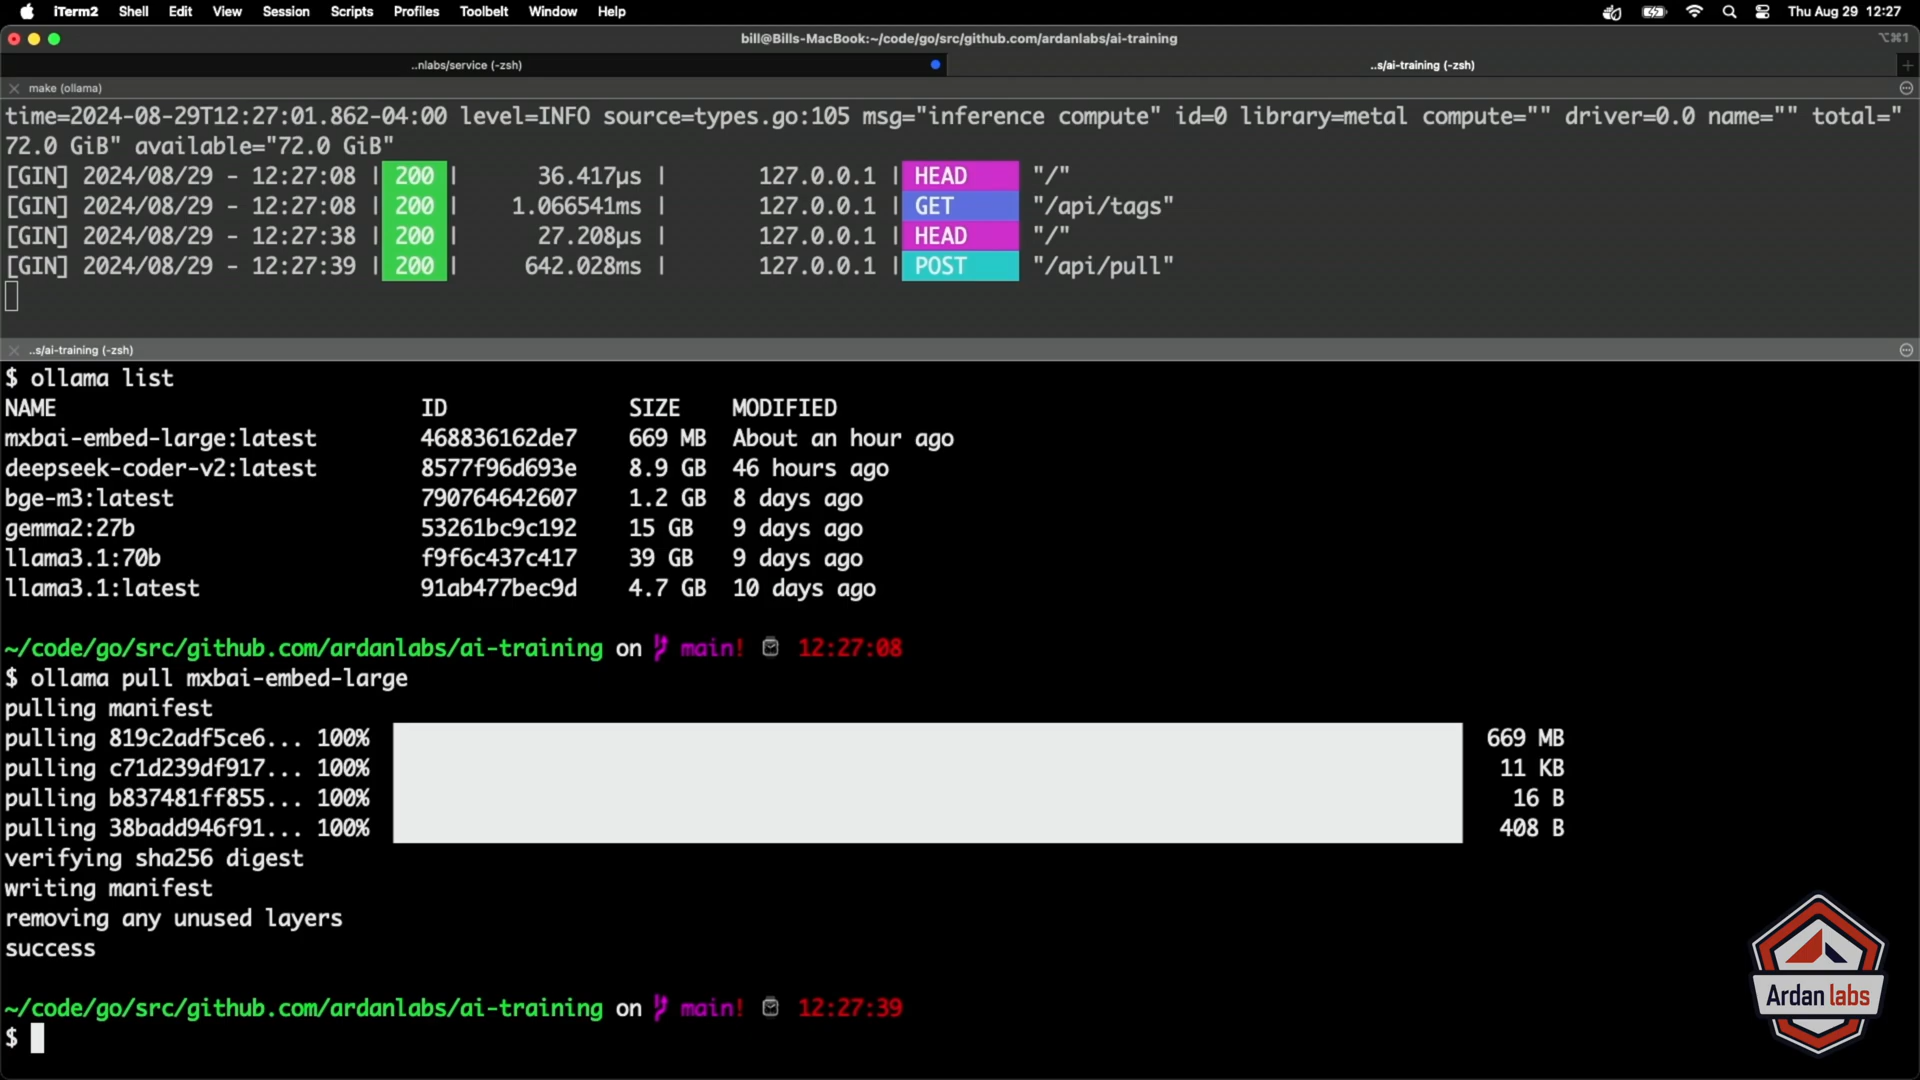 iTerm2 Shell Edit View Session Scripts Profiles Toolbelt Window Help Thu Aug 29 12:27
bill@Bills-MacBook:~/code/go/src/github.com/ardanlabs/ai-training ⌥⌘1
..nlabs/service (-zsh) ..s/ai-training (-zsh)
make (ollama)
time=2024-08-29T12:27:01.862-04:00 level=INFO source=types.go:105 msg="inference compute" id=0 library=metal compute="" driver=0.0 name="" total="
72.0 GiB" available="72.0 GiB"
[GIN] 2024/08/29 - 12:27:08 | 200 | 36.417µs | 127.0.0.1 | HEAD "/"
[GIN] 2024/08/29 - 12:27:08 | 200 | 1.066541ms | 127.0.0.1 | GET "/api/tags"
[GIN] 2024/08/29 - 12:27:38 | 200 | 27.208µs | 127.0.0.1 | HEAD "/"
[GIN] 2024/08/29 - 12:27:39 | 200 | 642.028ms | 127.0.0.1 | POST "/api/pull"
..s/ai-training (-zsh)
$ ollama list
NAME ID SIZE MODIFIED
mxbai-embed-large:latest 468836162de7 669 MB About an hour ago
deepseek-coder-v2:latest 8577f96d693e 8.9 GB 46 hours ago
bge-m3:latest 790764642607 1.2 GB 8 days ago
gemma2:27b 53261bc9c192 15 GB 9 days ago
llama3.1:70b f9f6c437c417 39 GB 9 days ago
llama3.1:latest 91ab477bec9d 4.7 GB 10 days ago
~/code/go/src/github.com/ardanlabs/ai-training on main! 12:27:08
$ ollama pull mxbai-embed-large
pulling manifest
pulling 819c2adf5ce6... 100% 669 MB
pulling c71d239df917... 100% 11 KB
pulling b837481ff855... 100% 16 B
pulling 38badd946f91... 100% 408 B
verifying sha256 digest
writing manifest
removing any unused layers
success
~/code/go/src/github.com/ardanlabs/ai-training on main! 12:27:39
$
Ardan labs